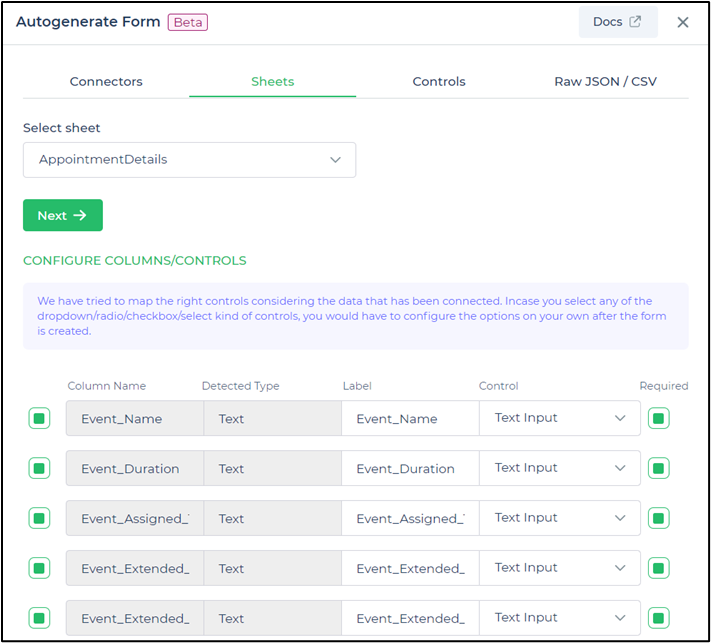 Autogenerate Form Beta Docs
Connectors Sheets Controls Raw JSON / CSV
Select sheet
AppointmentDetails
Next
CONFIGURE COLUMNS/CONTROLS
We have tried to map the right controls considering the data that has been connected. Incase you select any of the
dropdown/radio/checkbox/select kind of controls, you would have to configure the options on your own after the form
is created.
Column Name Detected Type Label Control Required
Event_Name Text Event_Name Text Input
Event_Duration Text Event_Duration Text Input
Event_Assigned_ Text Event_Assigned_ Text Input
Event_Extended_ Text Event_Extended_ Text Input
Event_Extended_ Text Event_Extended_ Text Input